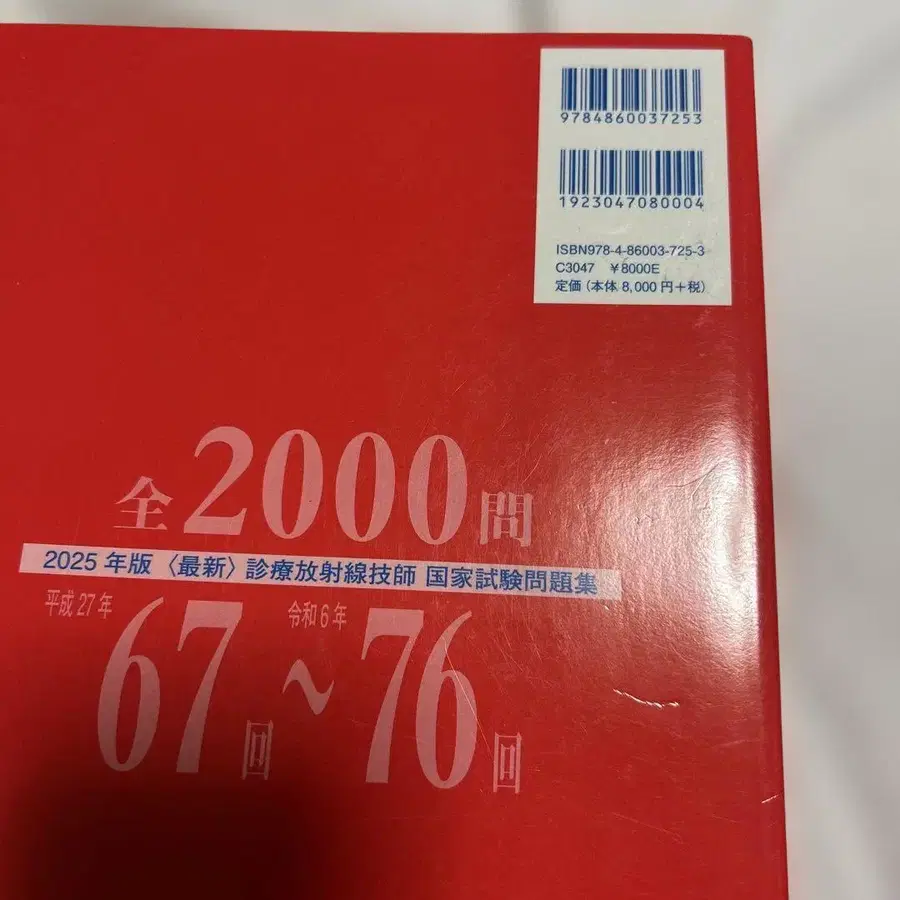 9784860037253
1923047080004
ISBN978-4-86003-725-3
C3047 ¥8000E
定価(本体 8,000 円+税)
全2000問
2025 年版〈最新〉診療放射線技師 国家試験問題集
平成27年 令和6年
67回~76回